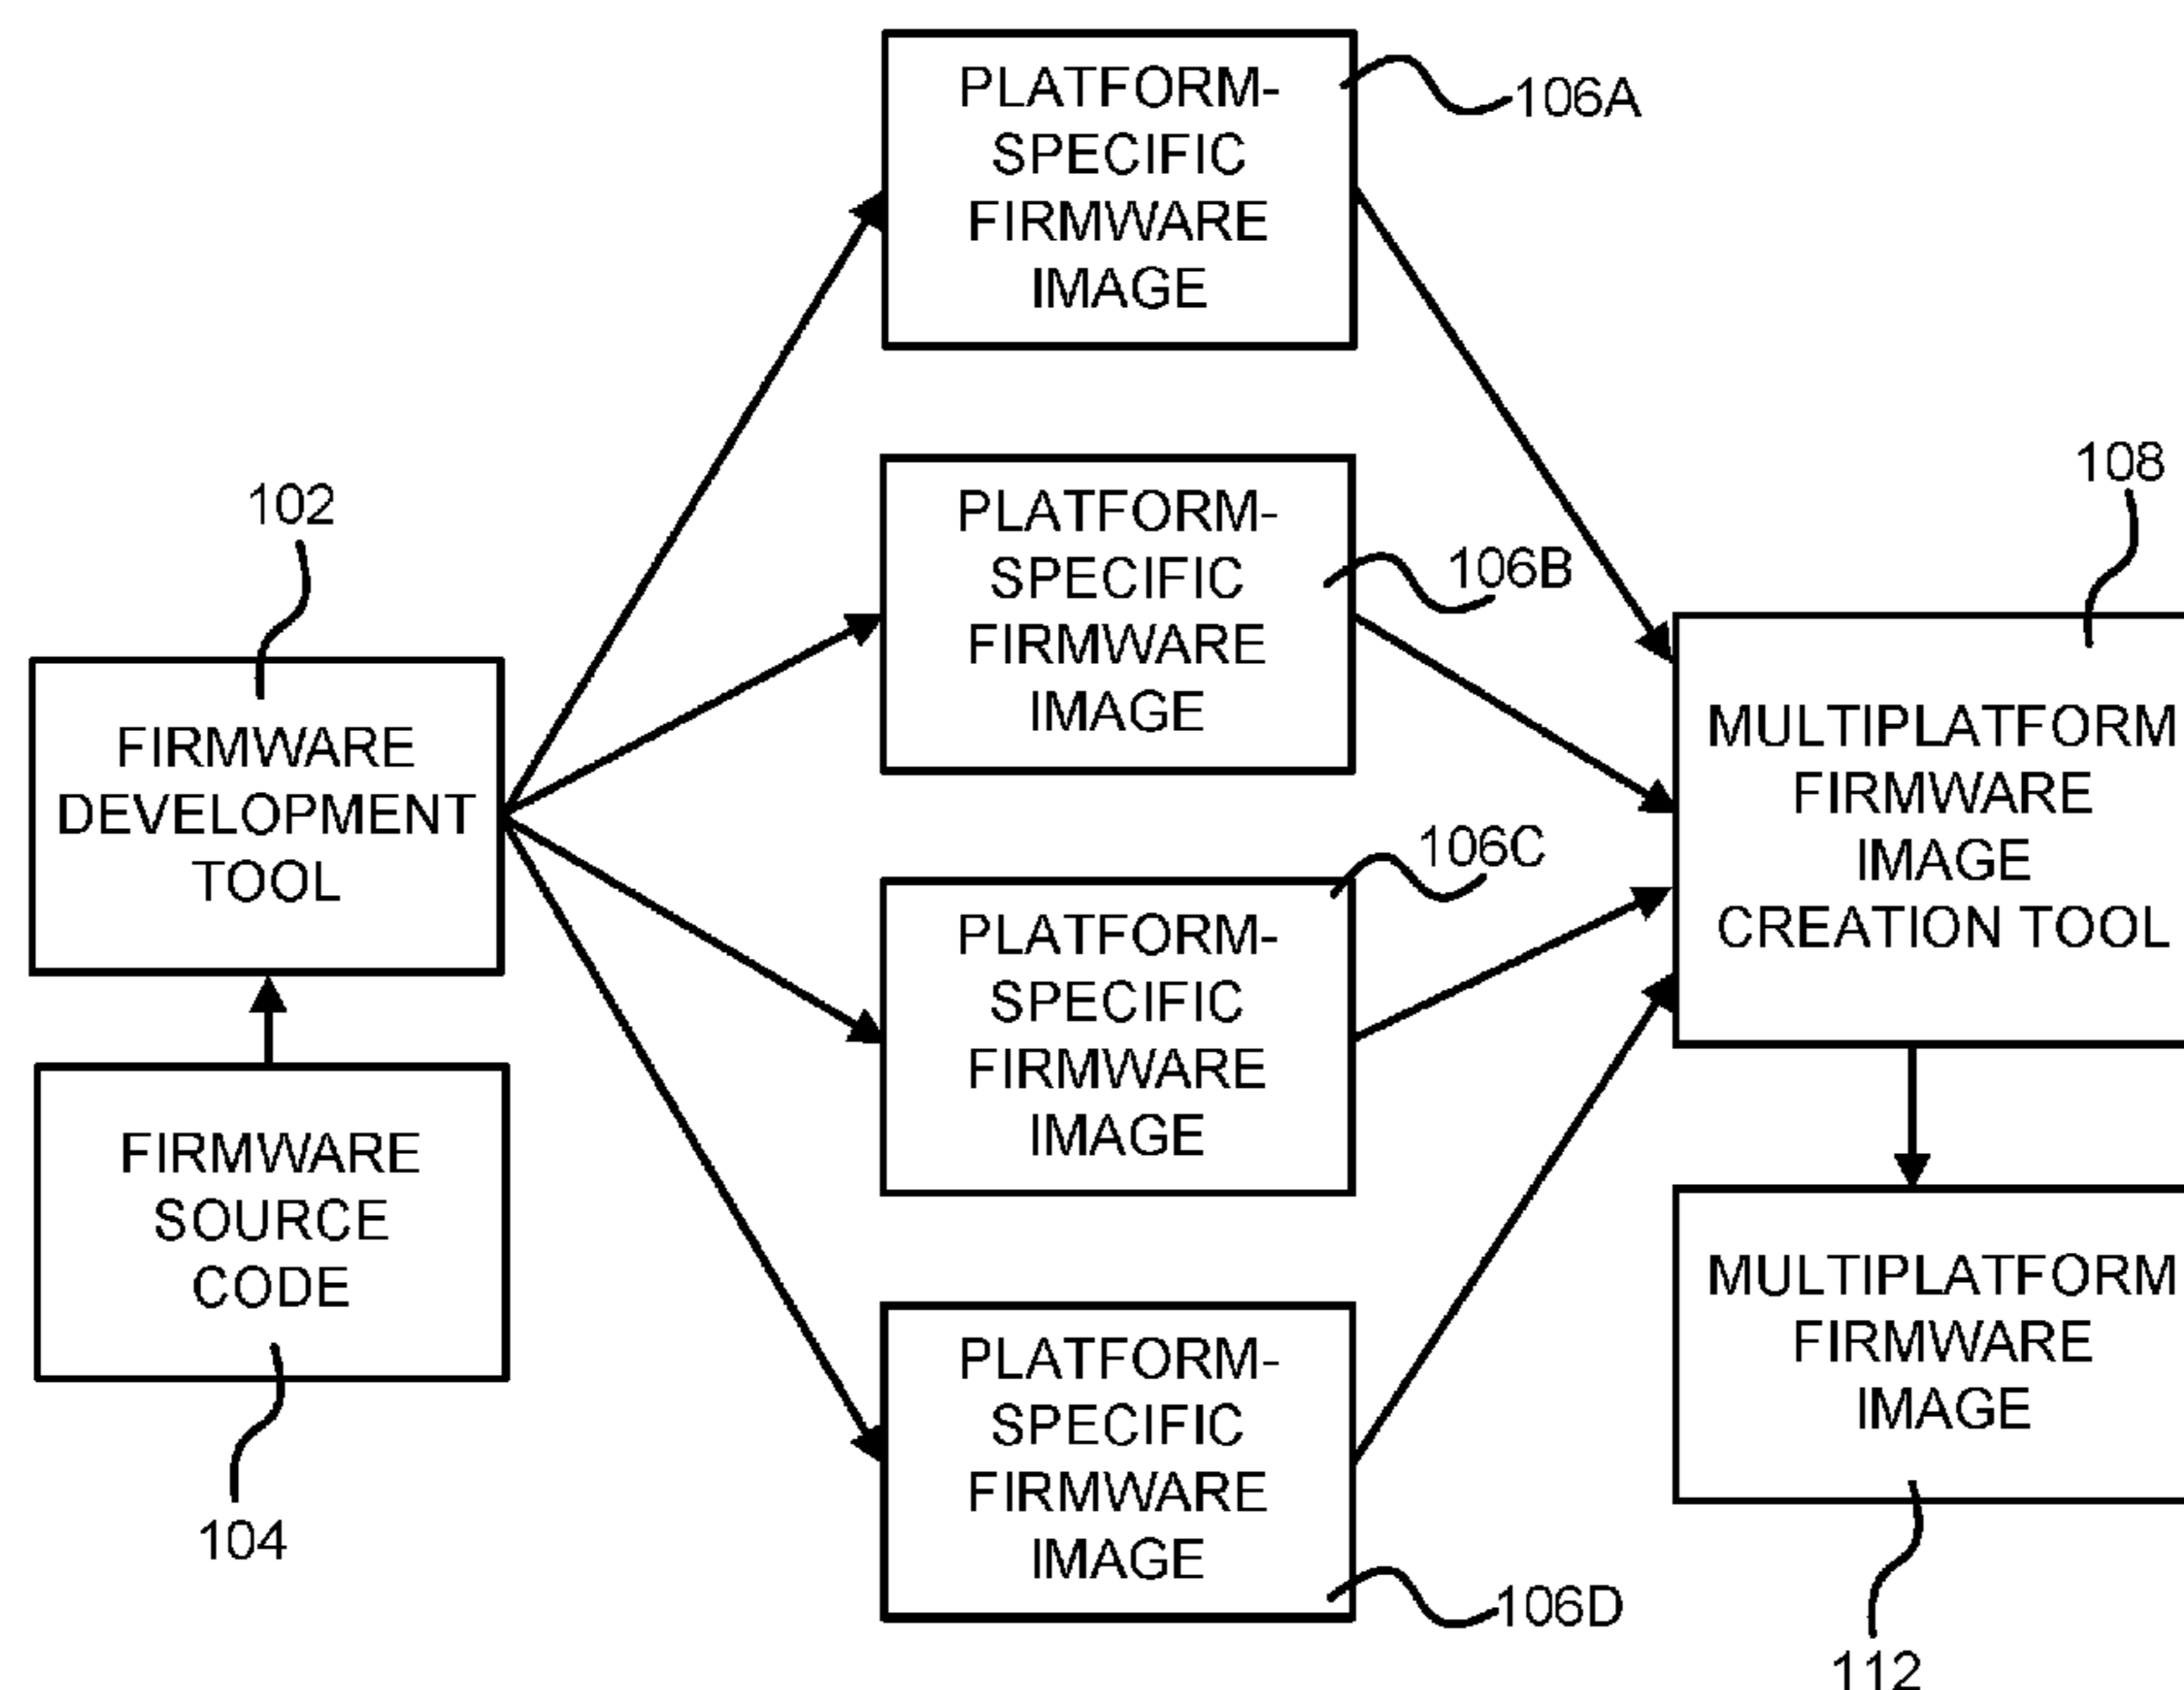 PLATFORM-
SPECIFIC
FIRMWARE
IMAGE
106A
PLATFORM-
SPECIFIC
FIRMWARE
IMAGE
106B
108
102
FIRMWARE
DEVELOPMENT
TOOL
MULTIPLATFORM
FIRMWARE
IMAGE
CREATION TOOL
106C
PLATFORM-
SPECIFIC
FIRMWARE
IMAGE
FIRMWARE
SOURCE
CODE
104
MULTIPLATFORM
FIRMWARE
IMAGE
112
PLATFORM-
SPECIFIC
FIRMWARE
IMAGE
106D